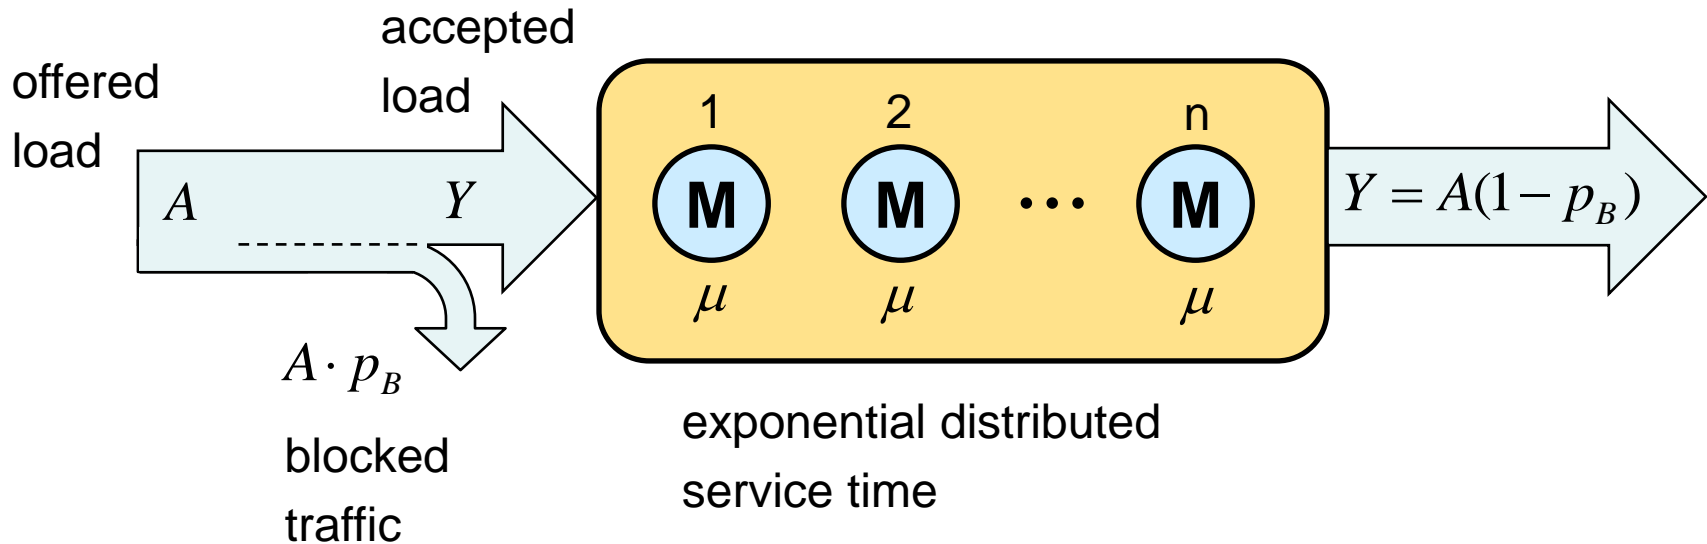 offered
load
accepted
load
A
Y
A · p_B
blocked
traffic
1 2 ... n
M M M
μ μ μ
exponential distributed
service time
Y = A(1 − p_B)